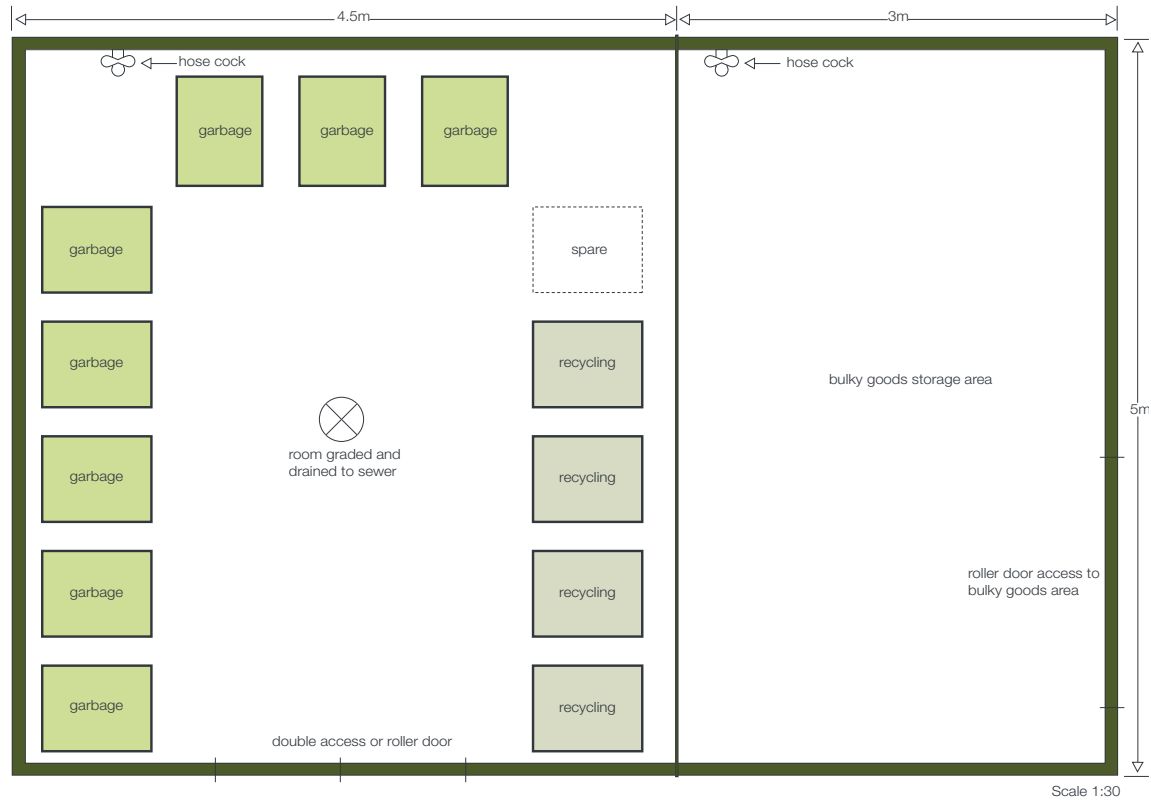 4.5m
3m
hose cock
hose cock
garbage
garbage
garbage
garbage
spare
garbage
recycling
bulky goods storage area
5m
room graded and
drained to sewer
garbage
recycling
garbage
recycling
roller door access to
bulky goods area
garbage
recycling
double access or roller door
Scale 1:30